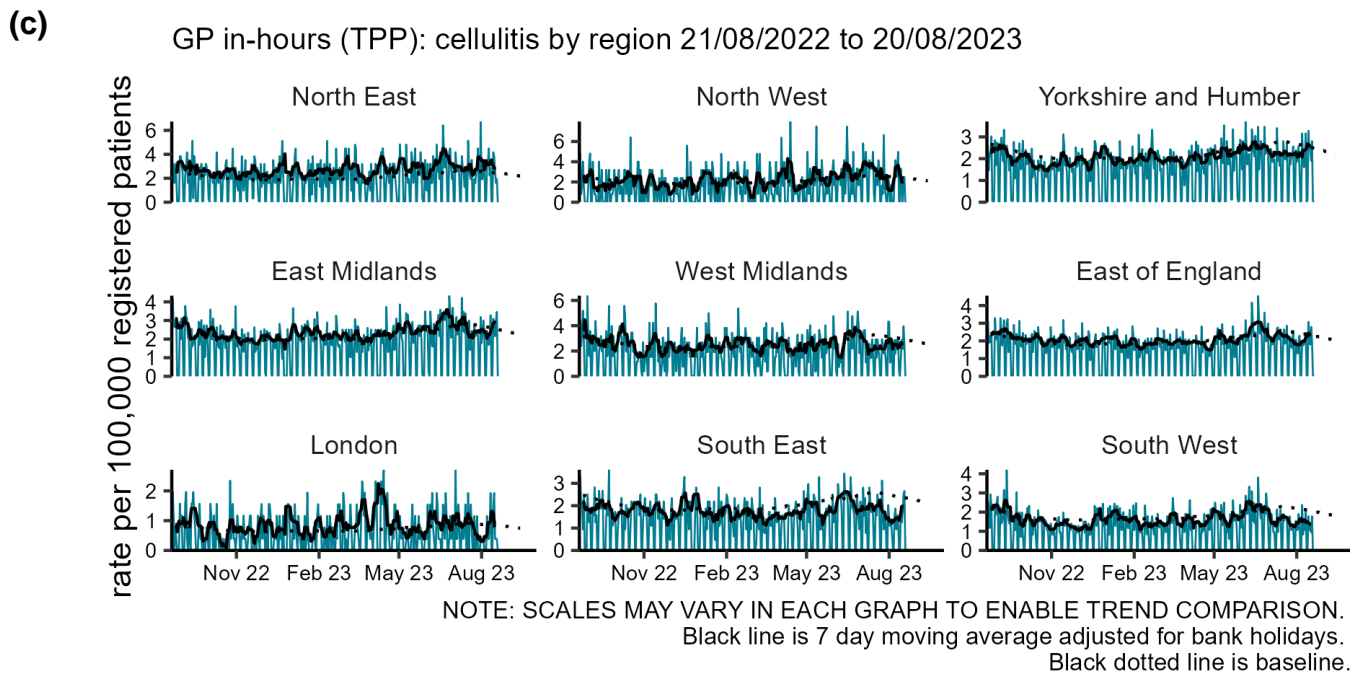 (c)
GP in-hours (TPP): cellulitis by region 21/08/2022 to 20/08/2023
rate per 100,000 registered patients
North East
6
4
2
0
North West
6
4
2
0
Yorkshire and Humber
3
2
1
0
East Midlands
4
3
2
1
0
West Midlands
6
4
2
0
East of England
4
3
2
1
0
London
2
1
0
Nov 22 Feb 23 May 23 Aug 23
South East
3
2
1
0
Nov 22 Feb 23 May 23 Aug 23
South West
4
3
2
1
0
Nov 22 Feb 23 May 23 Aug 23
NOTE: SCALES MAY VARY IN EACH GRAPH TO ENABLE TREND COMPARISON.
Black line is 7 day moving average adjusted for bank holidays.
Black dotted line is baseline.